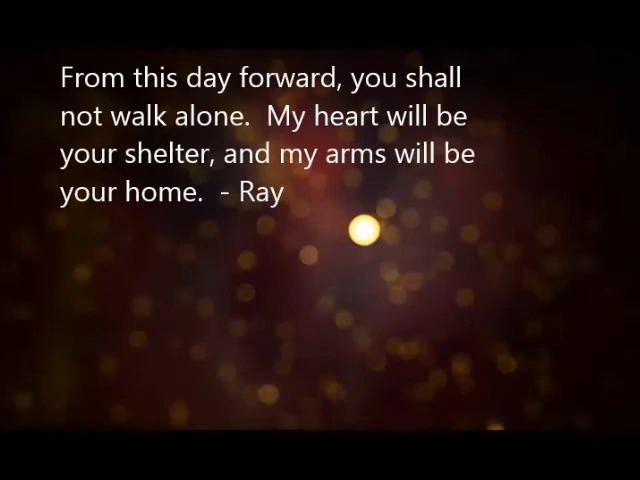 From this day forward, you shall
not walk alone.  My heart will be
your shelter, and my arms will be
your home.  - Ray